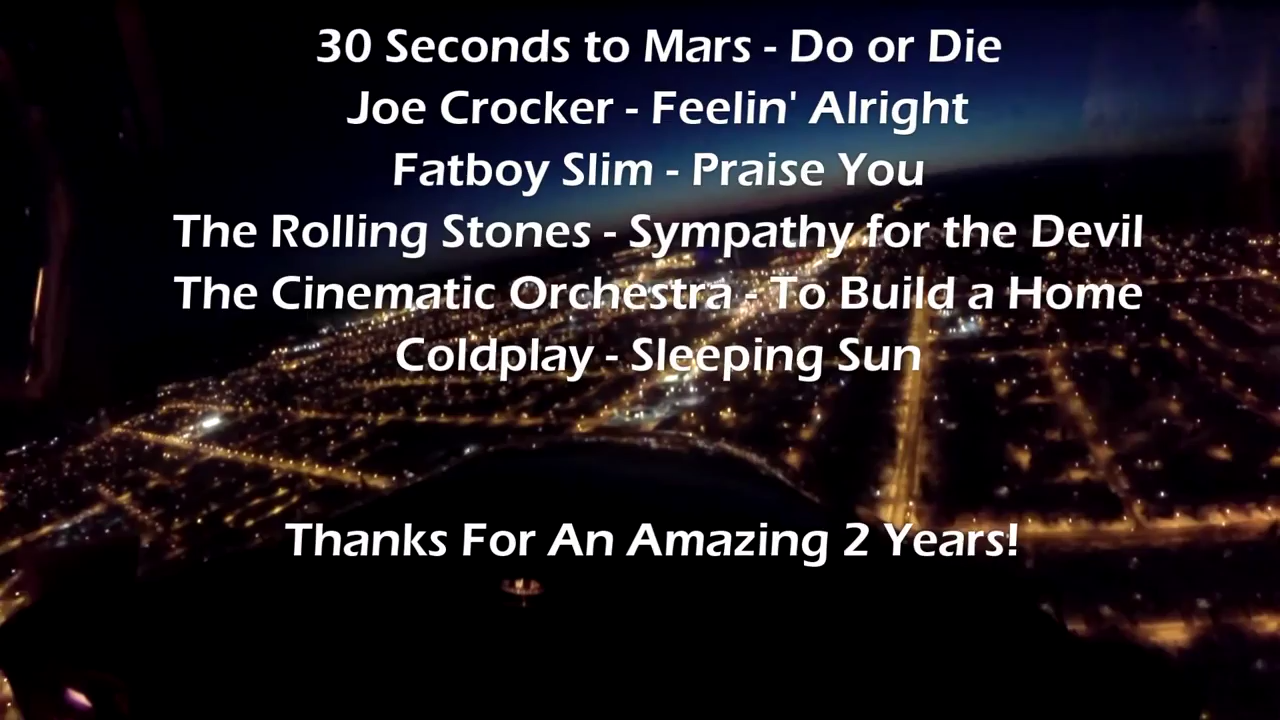 30 Seconds to Mars - Do or Die
Joe Crocker - Feelin' Alright
Fatboy Slim - Praise You
The Rolling Stones - Sympathy for the Devil
The Cinematic Orchestra - To Build a Home
Coldplay - Sleeping Sun
Thanks For An Amazing 2 Years!